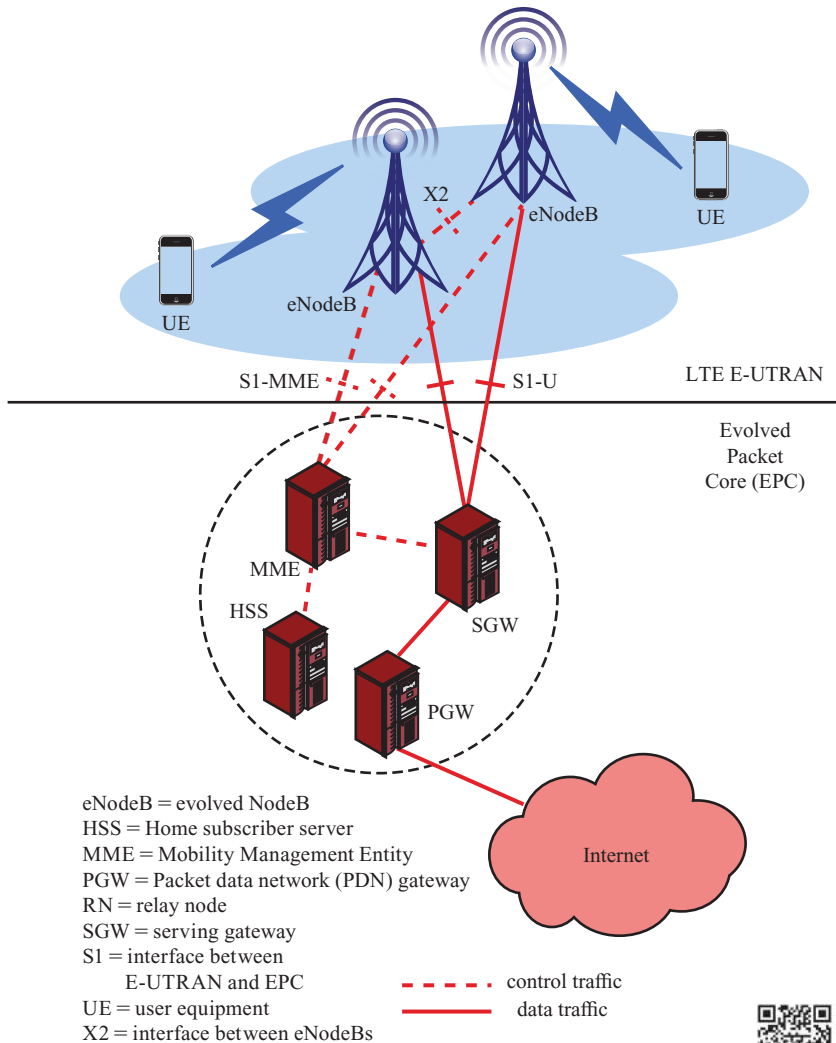 X2
eNodeB
UE
eNodeB
UE
S1-MME
S1-U
LTE E-UTRAN
Evolved
Packet
Core (EPC)
MME
HSS
SGW
PGW
Internet
eNodeB = evolved NodeB
HSS = Home subscriber server
MME = Mobility Management Entity
PGW = Packet data network (PDN) gateway
RN = relay node
SGW = serving gateway
S1 = interface between
E-UTRAN and EPC
UE = user equipment
X2 = interface between eNodeBs
control traffic
data traffic